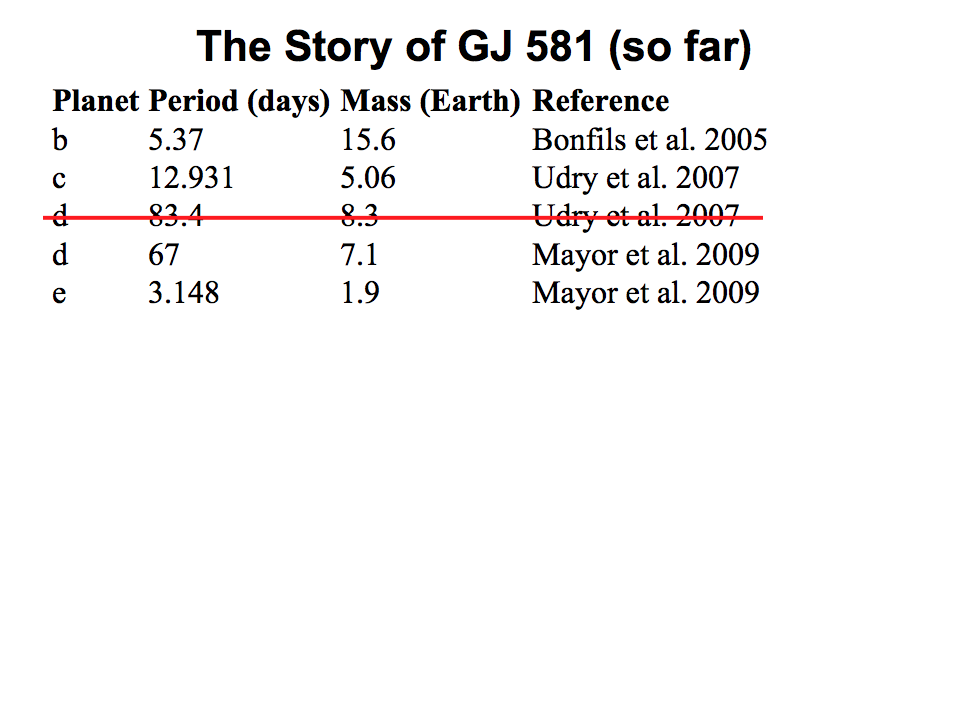 The Story of GJ 581 (so far)
Planet Period (days) Mass (Earth) Reference
b 5.37 15.6 Bonfils et al. 2005
c 12.931 5.06 Udry et al. 2007
d 83.4 8.3 Udry et al. 2007
d 67 7.1 Mayor et al. 2009
e 3.148 1.9 Mayor et al. 2009